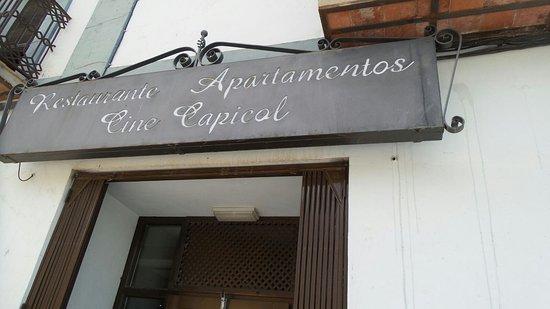 Restaurante Apartamentos
Cine Capicol